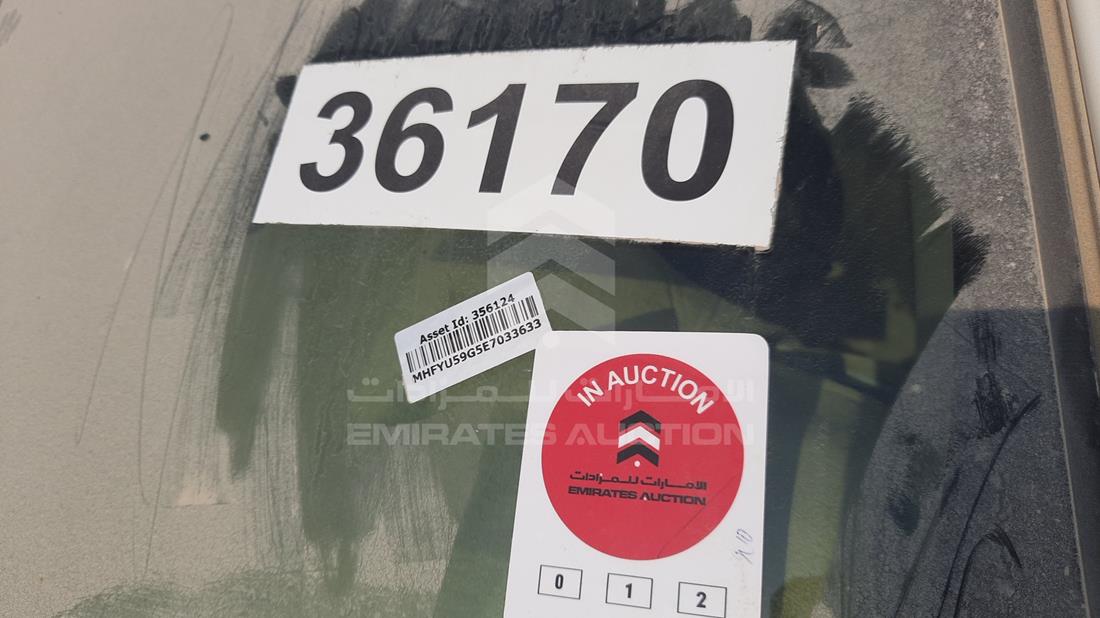 36170
Asset Id: 356124
MHFYU59G5E7033633
IN AUCTION
الامارات للمزادات
EMIRATES AUCTION
0 1 2
الامارات للمزادات
EMIRATES AUCTION